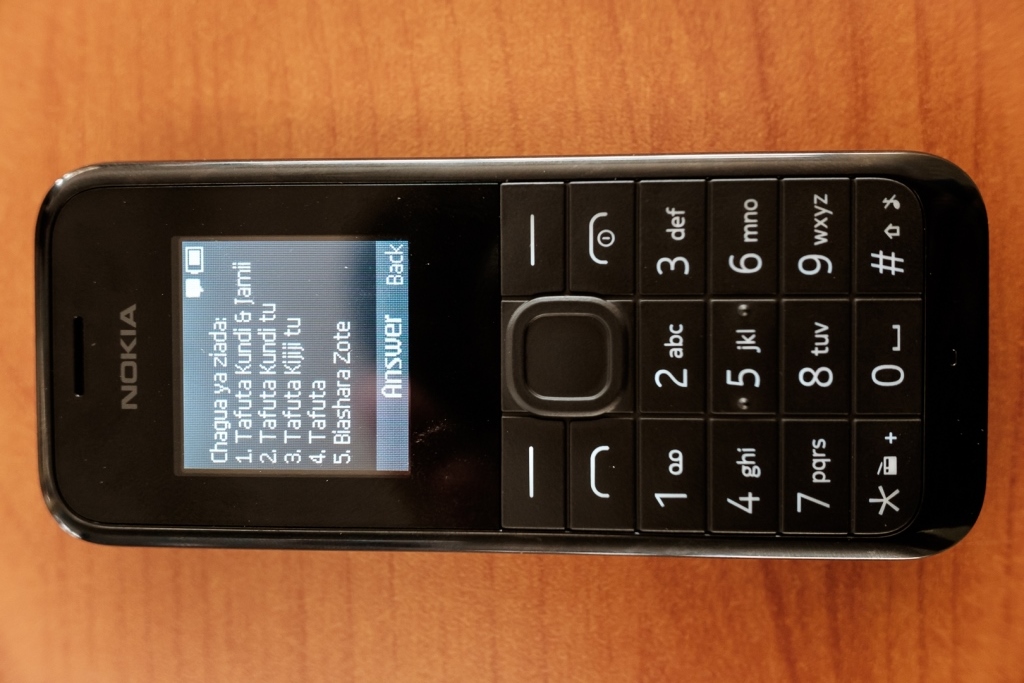 NOKIA
Chagua ya ziada:
1. Tafuta Kundi & Jamii
2. Tafuta Kundi tu
3. Tafuta Kijiji tu
4. Tafuta
5. Biashara Zote
Answer Back
1 2 abc 3 def
4 ghi 5 jkl 6 mno
7 pqrs 8 tuv 9 wxyz
* + 0 #